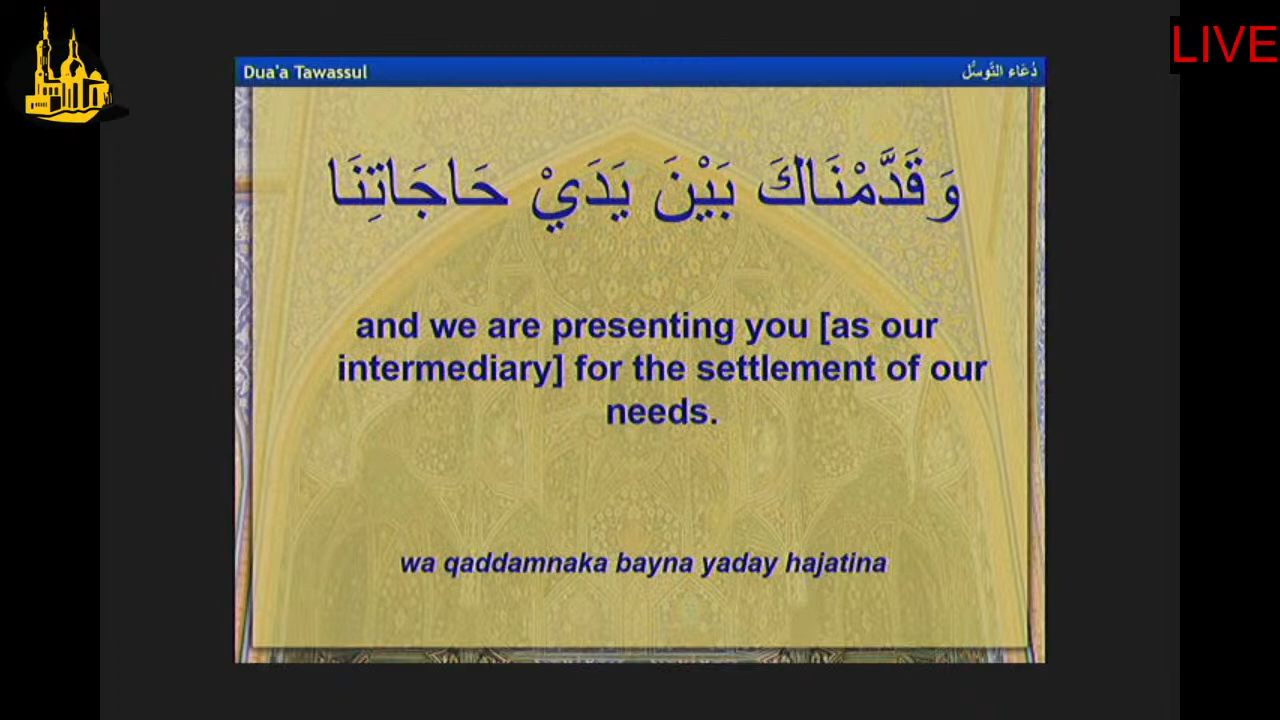 LIVE
Dua'a Tawassul
دُعَاء التَّوسُّل
وَقَدَّمْنَاكَ بَيْنَ يَدَيْ حَاجَاتِنَا
and we are presenting you [as our
intermediary] for the settlement of our
needs.
wa qaddamnaka bayna yaday hajatina